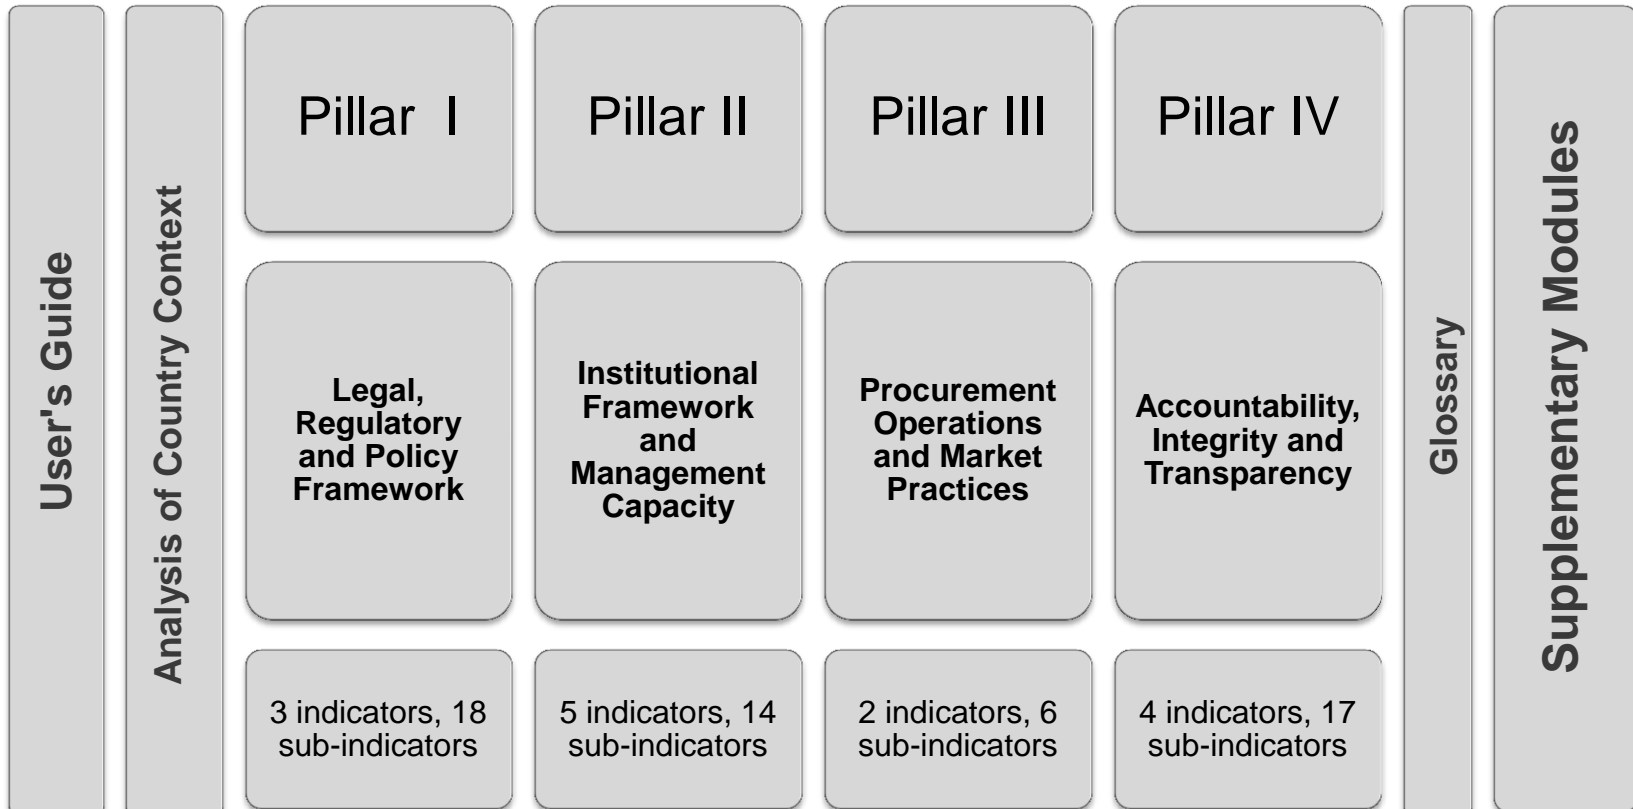 User's Guide
Analysis of Country Context
Pillar I
Legal,
Regulatory
and Policy
Framework
3 indicators, 18
sub-indicators
Pillar II
Institutional
Framework
and
Management
Capacity
5 indicators, 14
sub-indicators
Pillar III
Procurement
Operations
and Market
Practices
2 indicators, 6
sub-indicators
Pillar IV
Accountability,
Integrity and
Transparency
4 indicators, 17
sub-indicators
Glossary
Supplementary Modules